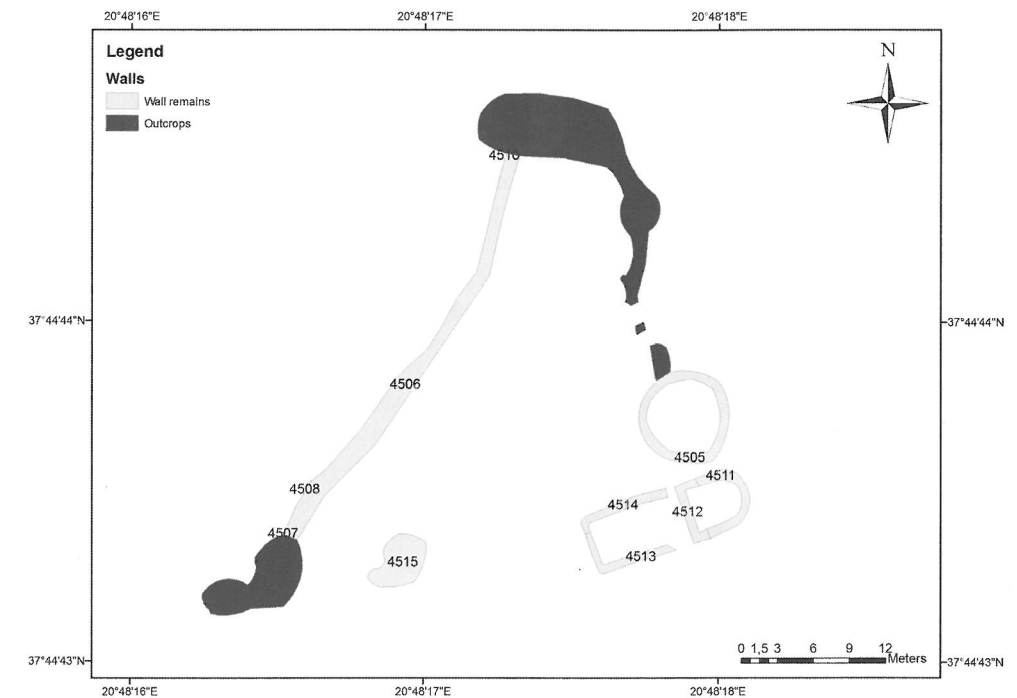 20°48'16"E 20°48'17"E 20°48'18"E
Legend
Walls
Wall remains
Outcrops
N
4510
37°44'44"N 37°44'44"N
4506
4505
4511
4508
4514
4512
4507
4513
4515
0 1,5 3 6 9 12
Meters
37°44'43"N 37°44'43"N
20°48'16"E 20°48'17"E 20°48'18"E